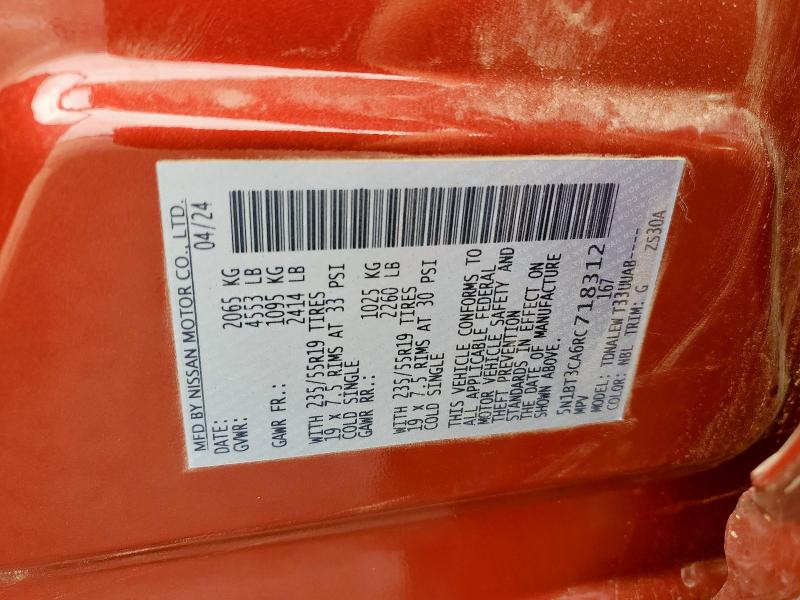 MFD BY NISSAN MOTOR CO., LTD.
DATE: 04/24
GVWR: 2065 KG
4553 LB
GAWR FR.: 1095 KG
2414 LB
WITH 235/55R19 TIRES
19 X 7.5 RIMS AT 33 PSI
COLD SINGLE
GAWR RR.: 1025 KG
2260 LB
WITH 235/55R19 TIRES
19 X 7.5 RIMS AT 30 PSI
COLD SINGLE
THIS VEHICLE CONFORMS TO
ALL APPLICABLE FEDERAL
MOTOR VEHICLE SAFETY AND
THEFT PREVENTION
STANDARDS IN EFFECT ON
THE DATE OF MANUFACTURE
SHOWN ABOVE.
5N1BT3CA6RC718312
MPV 167
MODEL: TDNALEW T33UUAB----
COLOR: NBL TRIM: G ZS30A